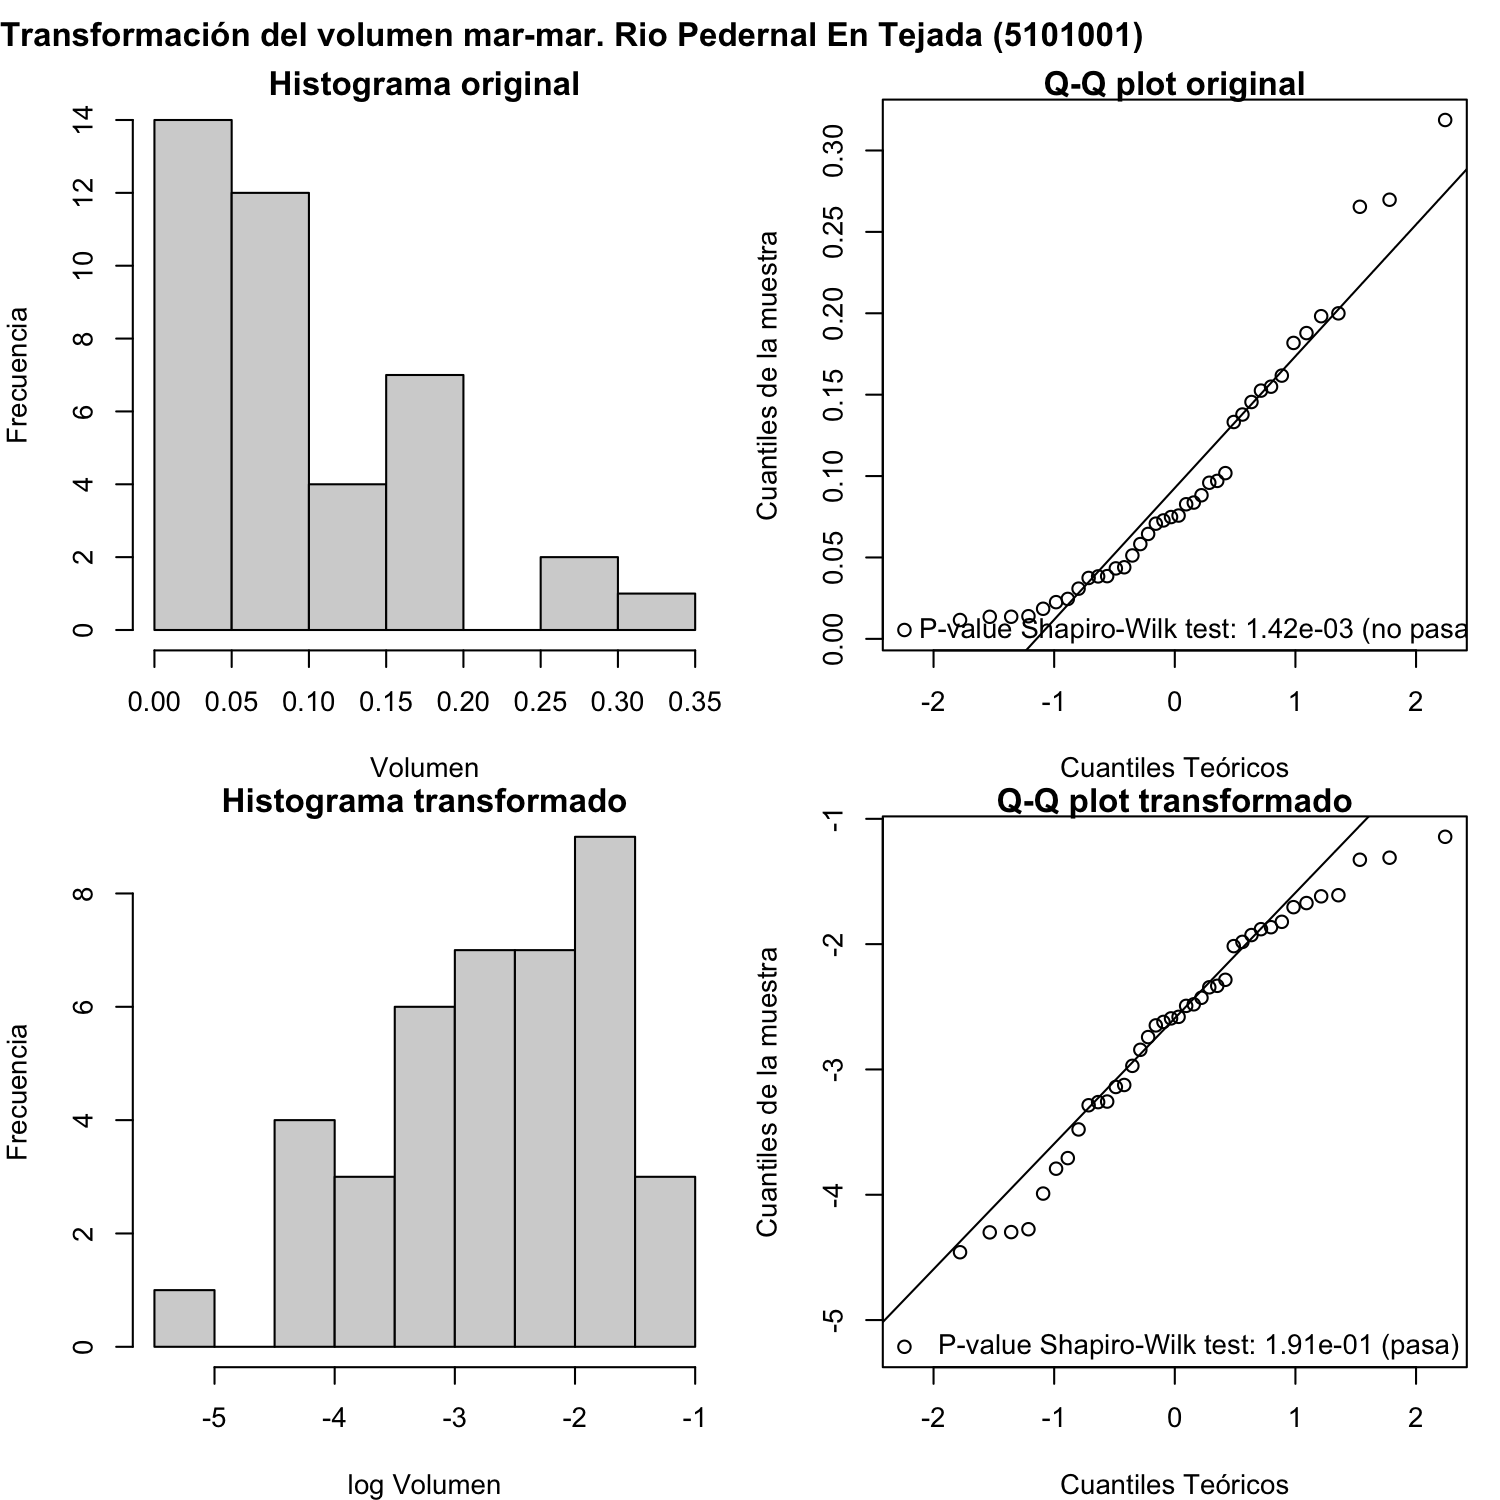 Transformación del volumen mar-mar. Rio Pedernal En Tejada (5101001)
Histograma original
Frecuencia
0 2 4 6 8 10 12 14
0.00 0.05 0.10 0.15 0.20 0.25 0.30 0.35
Volumen
Q-Q plot original
Cuantiles de la muestra
0.00 0.05 0.10 0.15 0.20 0.25 0.30
P-value Shapiro-Wilk test: 1.42e-03 (no pasa
-2 -1 0 1 2
Cuantiles Teóricos
Histograma transformado
Frecuencia
0 2 4 6 8
-5 -4 -3 -2 -1
log Volumen
Q-Q plot transformado
Cuantiles de la muestra
-5 -4 -3 -2 -1
P-value Shapiro-Wilk test: 1.91e-01 (pasa)
-2 -1 0 1 2
Cuantiles Teóricos